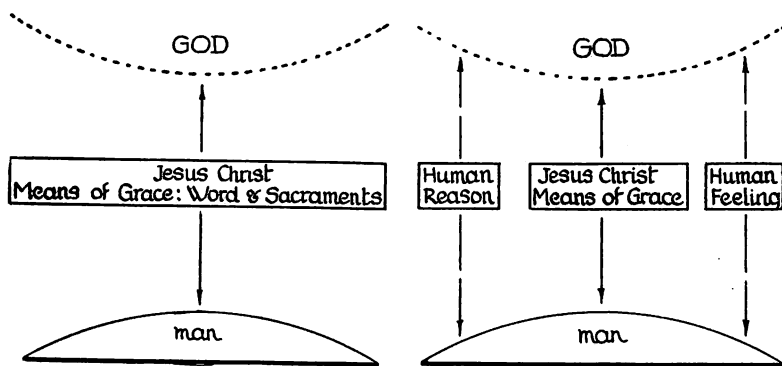 GOD
Jesus Christ
Means of Grace: Word & Sacraments
man
GOD
Human
Reason
Jesus Christ
Means of Grace
Human
Feeling
man